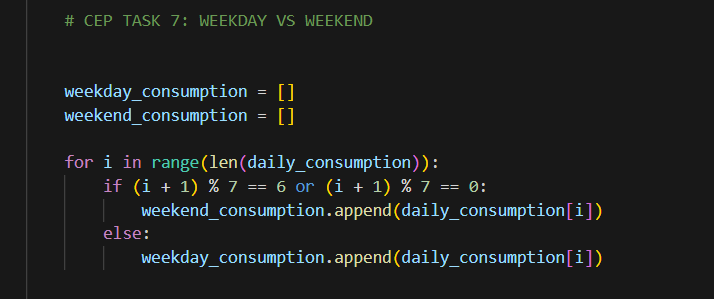 # CEP TASK 7: WEEKDAY VS WEEKEND
weekday_consumption = []
weekend_consumption = []
for i in range(len(daily_consumption)):
    if (i + 1) % 7 == 6 or (i + 1) % 7 == 0:
        weekend_consumption.append(daily_consumption[i])
    else:
        weekday_consumption.append(daily_consumption[i])